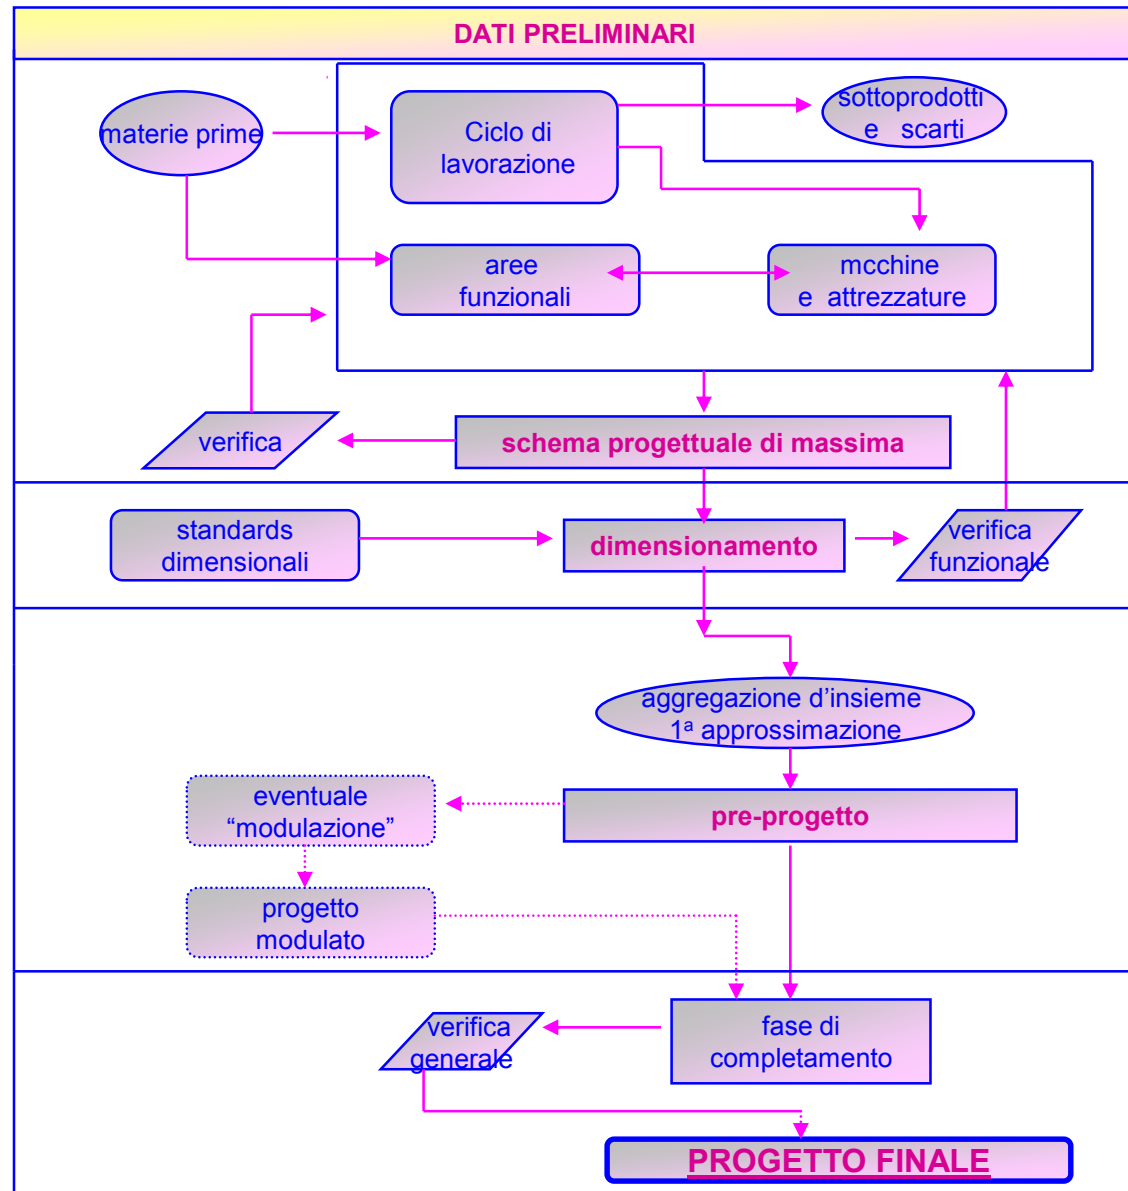 DATI PRELIMINARI
materie prime
Ciclo di
lavorazione
sottoprodotti
e scarti
aree
funzionali
mcchine
e attrezzature
verifica
schema progettuale di massima
standards
dimensionali
dimensionamento
verifica
funzionale
aggregazione d’insieme
1ª approssimazione
eventuale
“modulazione”
pre-progetto
progetto
modulato
verifica
generale
fase di
completamento
PROGETTO FINALE